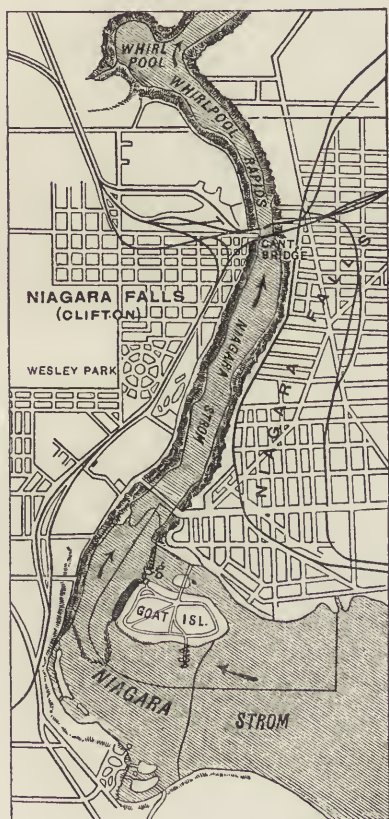 WHIRL
POOL
WHIRLPOOL RAPIDS
CANT.
BRIDGE
NIAGARA FALLS
(CLIFTON)
NIAGARA FALLS
WESLEY PARK
NIAGARA STROM
GOAT ISL.
NIAGARA
STROM